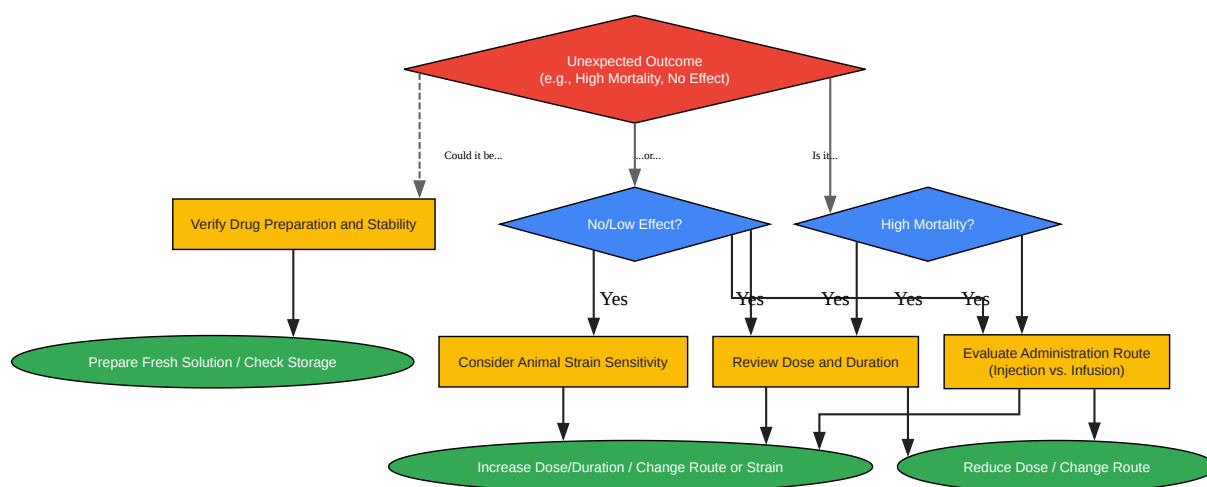 Unexpected Outcome
(e.g., High Mortality, No Effect)
Could it be...
...or...
Is it...
Verify Drug Preparation and Stability
No/Low Effect?
High Mortality?
Yes
Yes
Yes
Yes
Yes
Prepare Fresh Solution / Check Storage
Consider Animal Strain Sensitivity
Review Dose and Duration
Evaluate Administration Route
(Injection vs. Infusion)
Increase Dose/Duration / Change Route or Strain
Reduce Dose / Change Route